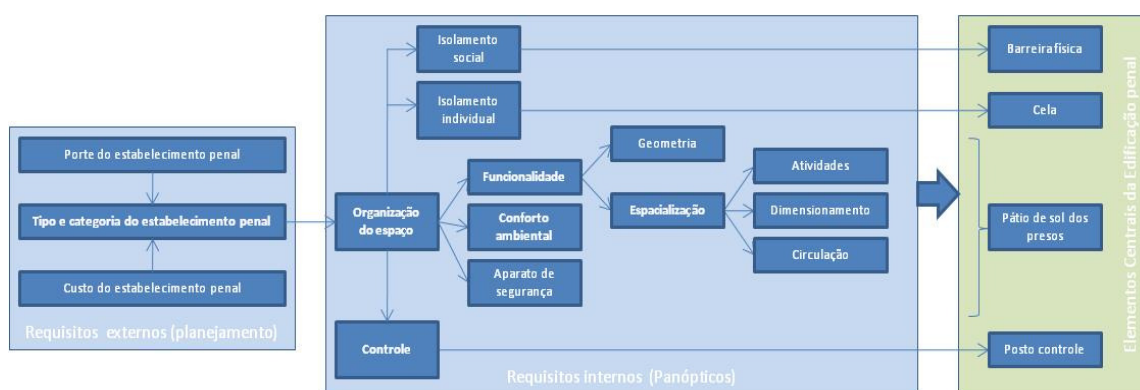 Porte do estabelecimento penal
Tipo e categoria do estabelecimento penal
Custo do estabelecimento penal
Requisitos externos (planejamento)
Isolamento
social
Isolamento
individual
Organização
do espaço
Funcionalidade
Conforto
ambiental
Aparato de
segurança
Controle
Geometria
Espacialização
Atividades
Dimensionamento
Circulação
Requisitos internos (Panópticos)
Barreira física
Cela
Pátio de sol dos
presos
Posto controle
Elementos Centrais da Edificação penal